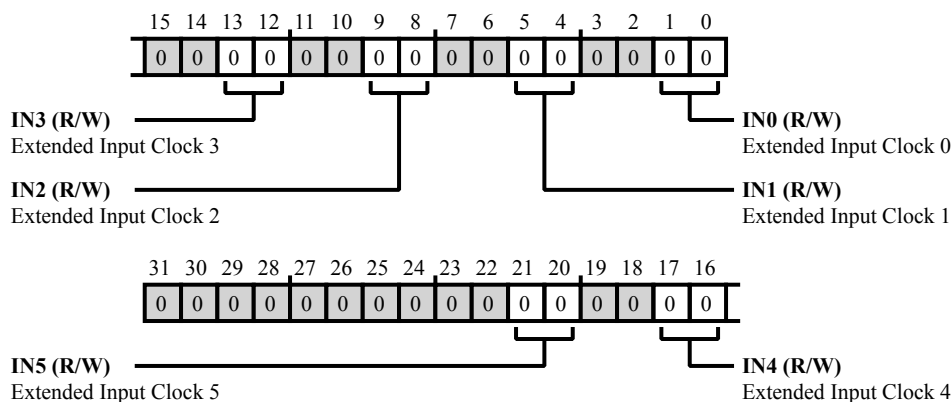 15 14 13 12 11 10 9 8 7 6 5 4 3 2 1 0
0 0 0 0 0 0 0 0 0 0 0 0 0 0 0 0
IN3 (R/W)
Extended Input Clock 3
IN0 (R/W)
Extended Input Clock 0
IN2 (R/W)
Extended Input Clock 2
IN1 (R/W)
Extended Input Clock 1
31 30 29 28 27 26 25 24 23 22 21 20 19 18 17 16
0 0 0 0 0 0 0 0 0 0 0 0 0 0 0 0
IN5 (R/W)
Extended Input Clock 5
IN4 (R/W)
Extended Input Clock 4